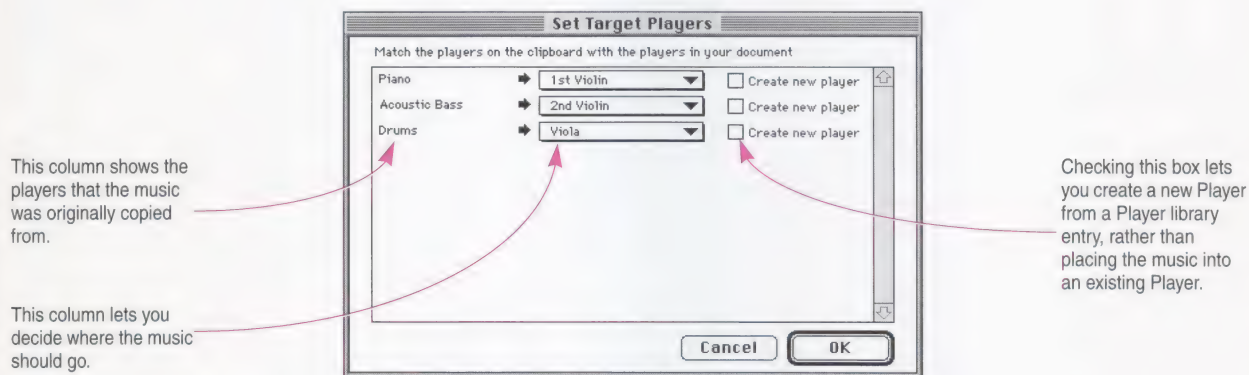 Set Target Players
Match the players on the clipboard with the players in your document
Piano 1st Violin Create new player
Acoustic Bass 2nd Violin Create new player
Drums Viola Create new player
Cancel OK
This column shows the
players that the music
was originally copied
from.
This column lets you
decide where the music
should go.
Checking this box lets
you create a new Player
from a Player library
entry, rather than
placing the music into
an existing Player.